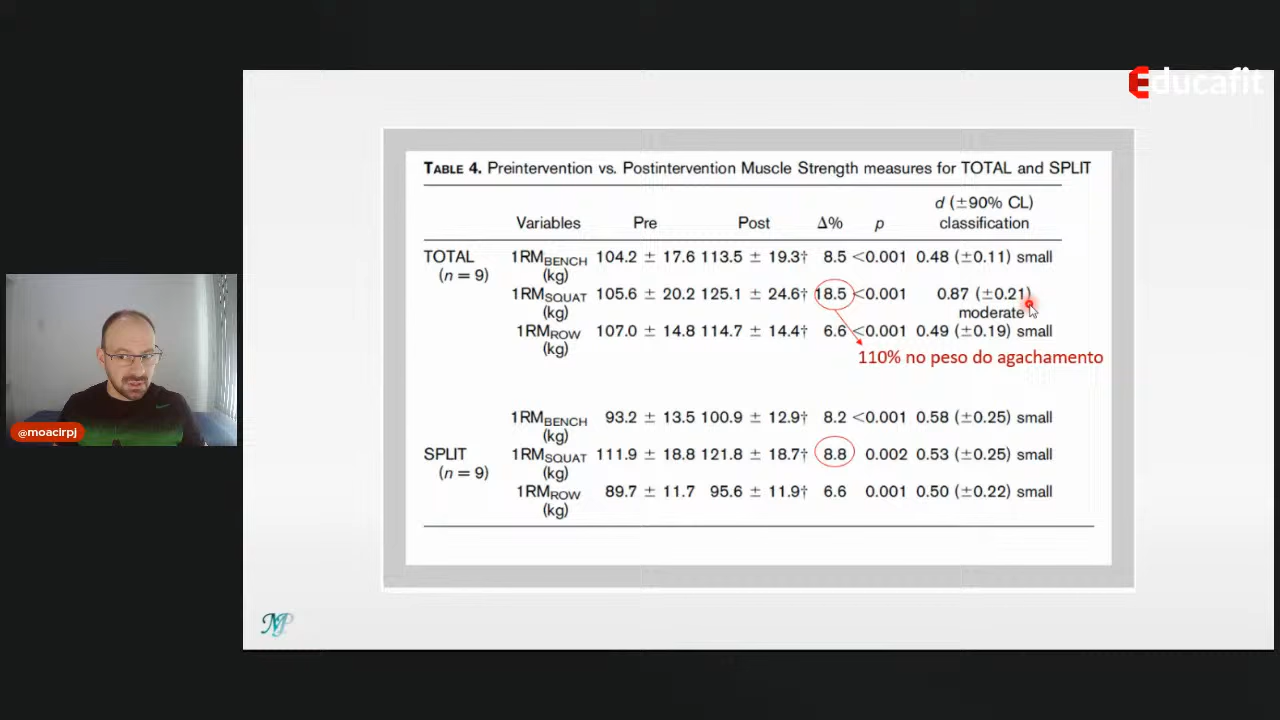 Educafit
TABLE 4. Preintervention vs. Postintervention Muscle Strength measures for TOTAL and SPLIT
d (±90% CL)
Variables Pre Post Δ% p classification
TOTAL 1RMBENCH 104.2 ± 17.6 113.5 ± 19.3† 8.5 <0.001 0.48 (±0.11) small
(n = 9) (kg)
1RMSQUAT 105.6 ± 20.2 125.1 ± 24.6† 18.5 <0.001 0.87 (±0.21)
(kg) moderate
1RMROW 107.0 ± 14.8 114.7 ± 14.4† 6.6 <0.001 0.49 (±0.19) small
(kg)
110% no peso do agachamento
1RMBENCH 93.2 ± 13.5 100.9 ± 12.9† 8.2 <0.001 0.58 (±0.25) small
(kg)
SPLIT 1RMSQUAT 111.9 ± 18.8 121.8 ± 18.7† 8.8 0.002 0.53 (±0.25) small
(n = 9) (kg)
1RMROW 89.7 ± 11.7 95.6 ± 11.9† 6.6 0.001 0.50 (±0.22) small
(kg)
@moacirpj
MP